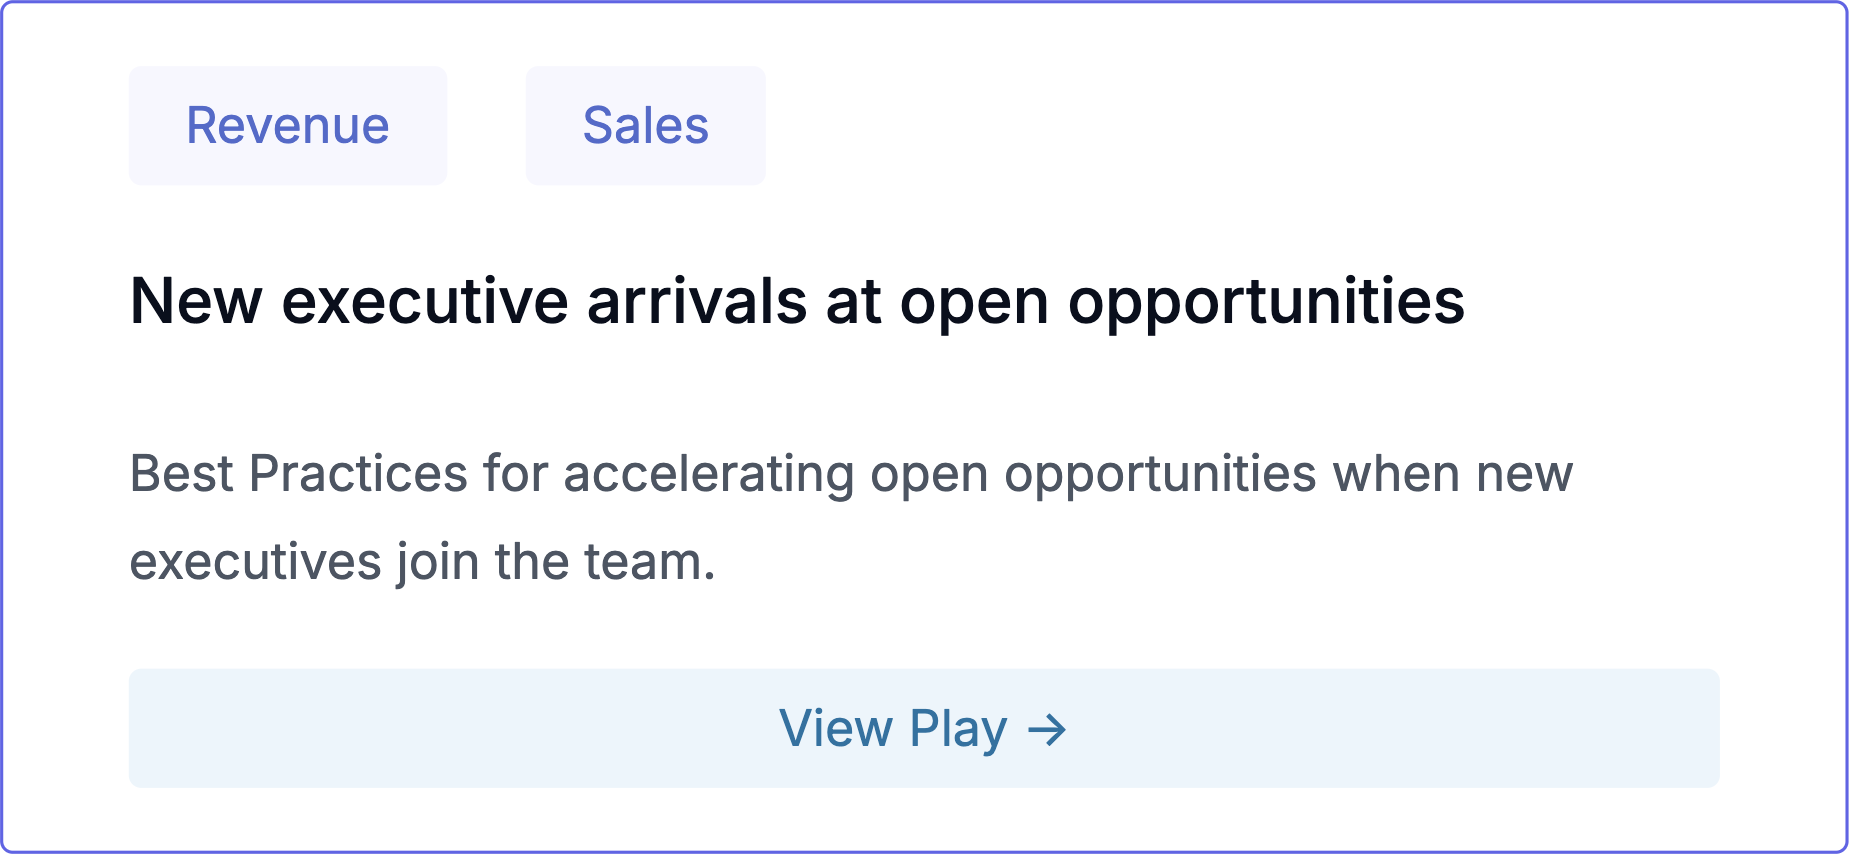 Revenue Sales
New executive arrivals at open opportunities
Best Practices for accelerating open opportunities when new
executives join the team.
View Play →